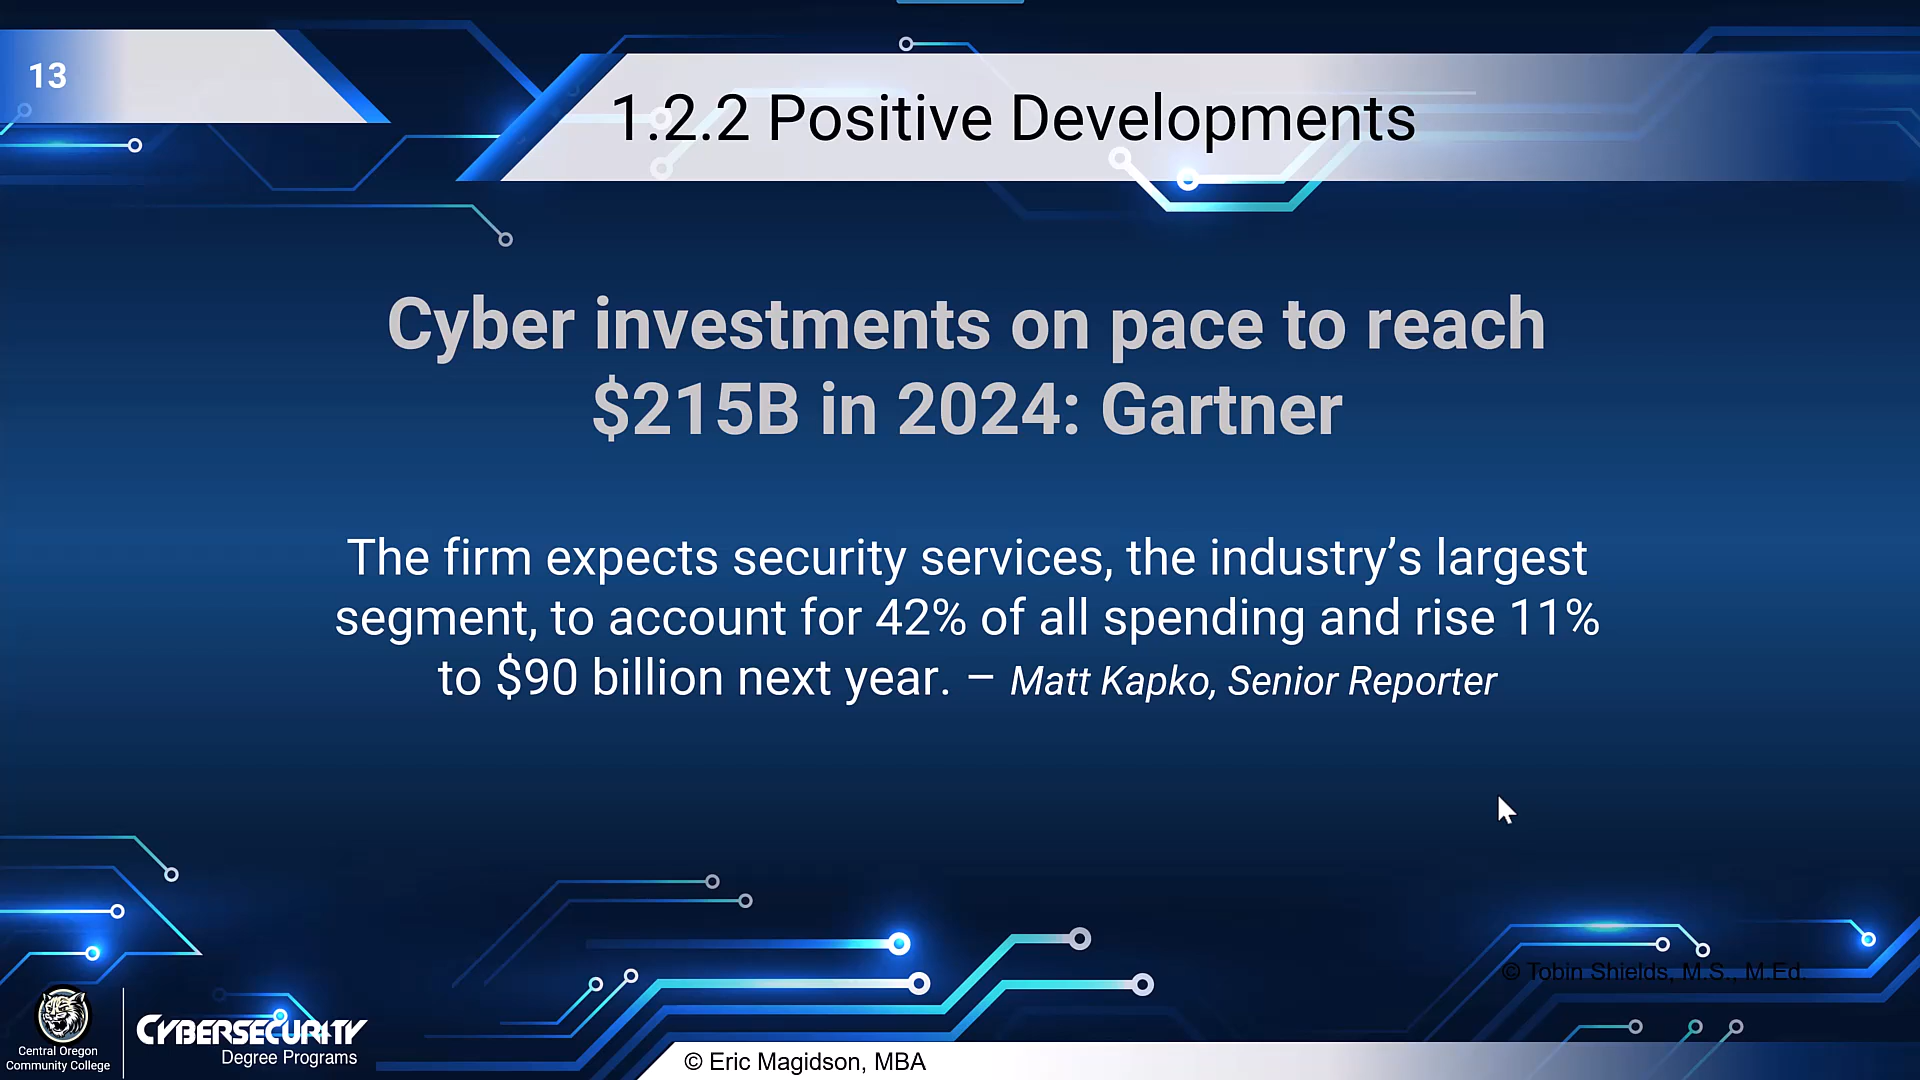 13
1.2.2 Positive Developments
Cyber investments on pace to reach
$215B in 2024: Gartner
The firm expects security services, the industry’s largest
segment, to account for 42% of all spending and rise 11%
to $90 billion next year. – Matt Kapko, Senior Reporter
© Tobin Shields, M.S., M.Ed.
Central Oregon
Community College
CYBERSECURITY
Degree Programs
© Eric Magidson, MBA